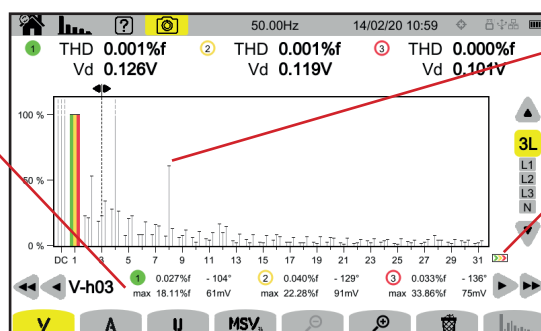 ? 50.00Hz 14/02/20 10:59
1 THD 0.001%f 2 THD 0.001%f 3 THD 0.000%f
Vd 0.126V Vd 0.119V Vd 0.101V
100 %
3L
L1
L2
L3
N
50 %
0 %
DC 1 3 5 7 9 11 13 15 17 19 21 23 25 27 29 31
V-h03 1 0.027%f - 104° 2 0.040%f - 129° 3 0.033%f - 136°
max 18.11%f 61mV max 22.28%f 91mV max 33.86%f 75mV
V A U MSV